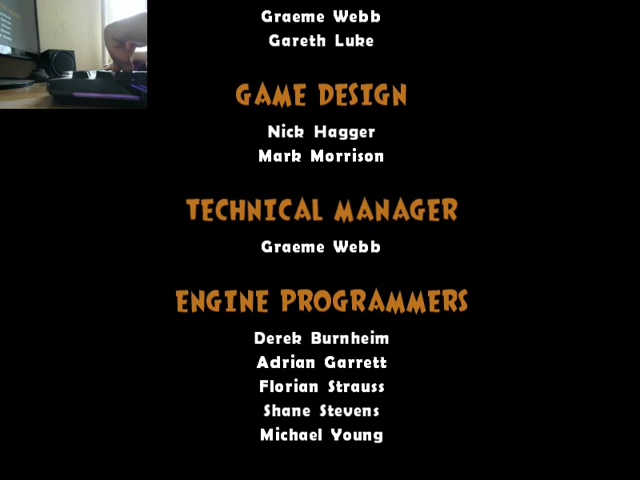 Graeme Webb
Gareth Luke
GAME DESIGN
Nick Hagger
Mark Morrison
TECHNICAL MANAGER
Graeme Webb
ENGINE PROGRAMMERS
Derek Burnheim
Adrian Garrett
Florian Strauss
Shane Stevens
Michael Young